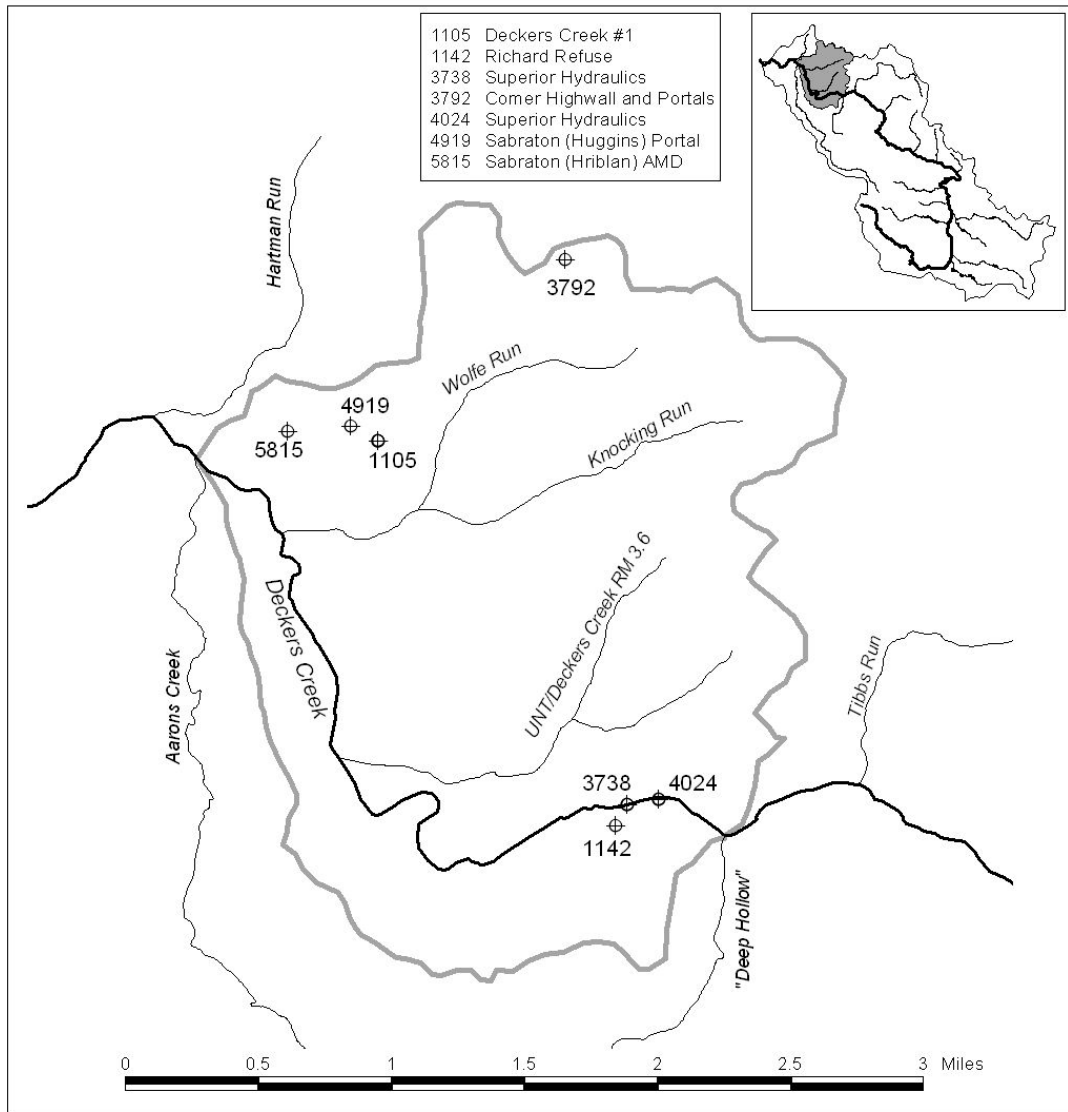 1105 Deckers Creek #1
1142 Richard Refuse
3738 Superior Hydraulics
3792 Comer Highwall and Portals
4024 Superior Hydraulics
4919 Sabraton (Huggins) Portal
5815 Sabraton (Hriblan) AMD
Hartman Run
3792
Wolfe Run
4919
5815
1105
Knocking Run
UNT/Deckers Creek RM 3.6
Deckers Creek
Aarons Creek
Tibbs Run
3738
4024
1142
"Deep Hollow"
0 0.5 1 1.5 2 2.5 3 Miles